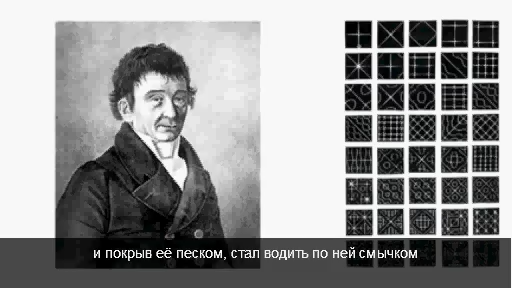 и покрыв её песком, стал водить по ней смычком